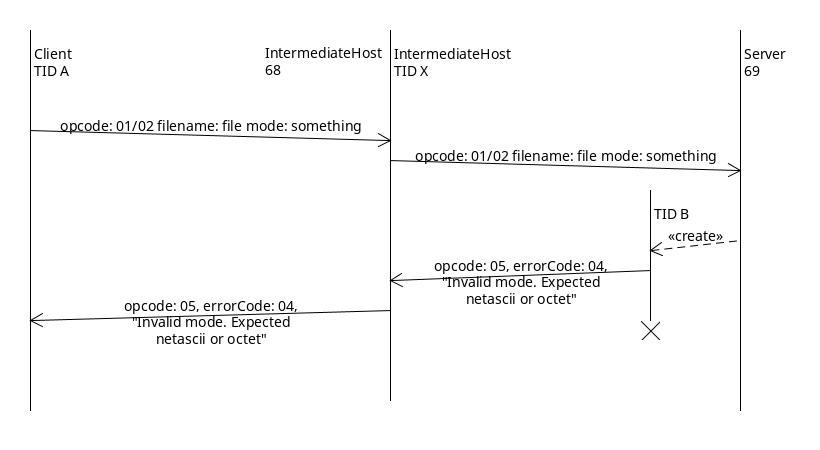 Client
TID A
IntermediateHost
68
IntermediateHost
TID X
Server
69
opcode: 01/02 filename: file mode: something
opcode: 01/02 filename: file mode: something
TID B
«create»
opcode: 05, errorCode: 04,
"Invalid mode. Expected
netascii or octet"
opcode: 05, errorCode: 04,
"Invalid mode. Expected
netascii or octet"